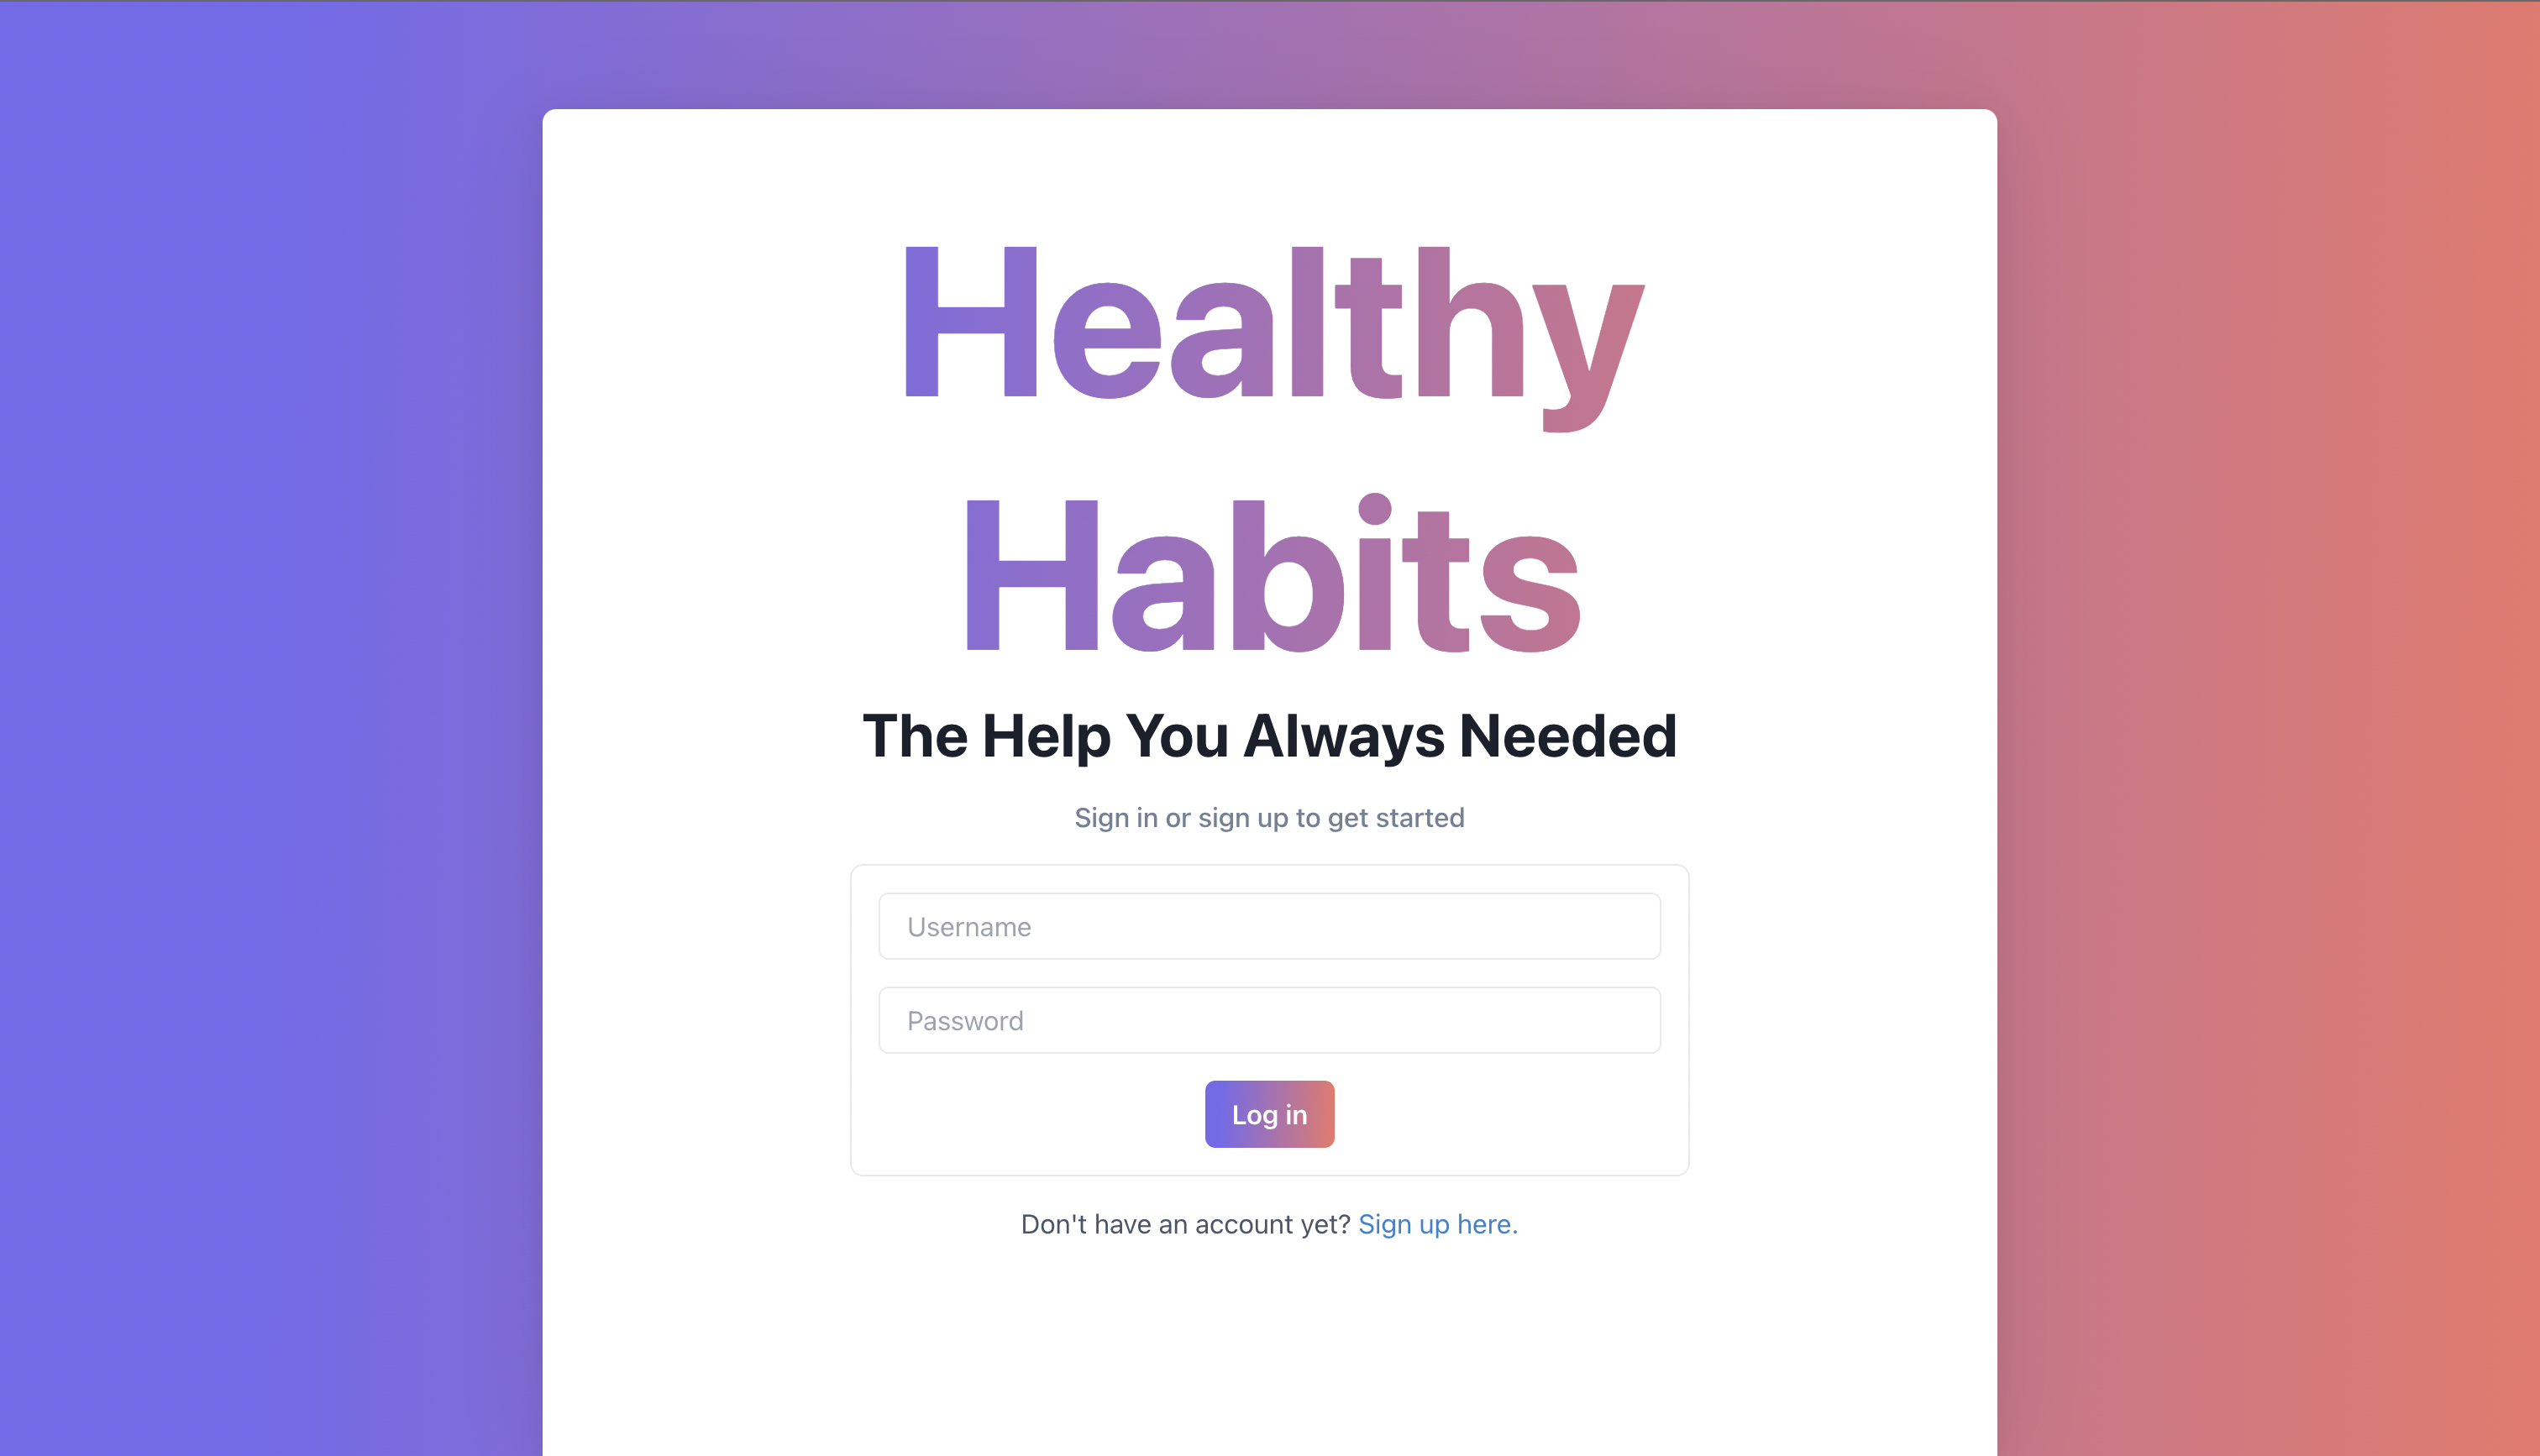 Healthy
Habits
The Help You Always Needed
Sign in or sign up to get started
Username
Password
Log in
Don't have an account yet? Sign up here.